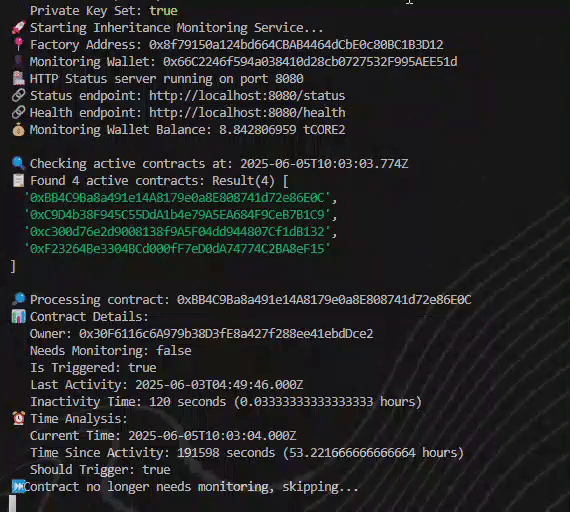 Private Key Set: true
🚀 Starting Inheritance Monitoring Service...
📍 Factory Address: 0x8f79150a124bd664CBAB4464dCbE0c80BC1B3D12
Monitoring Wallet: 0x66C2246f594a038410d28cb0727532F995AEE51d
HTTP Status server running on port 8080
🔗 Status endpoint: http://localhost:8080/status
🔗 Health endpoint: http://localhost:8080/health
💰 Monitoring Wallet Balance: 8.842806959 tCORE2
🔍 Checking active contracts at: 2025-06-05T10:03:03.774Z
📋 Found 4 active contracts: Result(4) [
'0xBB4C9Ba8a491e14A8179e0a8E808741d72e86E0C',
'0xC9D4b38F945C55DdA1b4e79A5EA684F9CeB7B1C9',
'0xc300d76e2d9008138f9A5F04dd944807Cf1dB132',
'0xF23264Be3304BCd000fF7eD0dA74774C2BA8eF15'
]
🔎 Processing contract: 0xBB4C9Ba8a491e14A8179e0a8E808741d72e86E0C
📊 Contract Details:
Owner: 0x30F6116c6A979b38D3fE8a427f288ee41ebdDce2
Needs Monitoring: false
Is Triggered: true
Last Activity: 2025-06-03T04:49:46.000Z
Inactivity Time: 120 seconds (0.03333333333333333 hours)
⏰ Time Analysis:
Current Time: 2025-06-05T10:03:04.000Z
Time Since Activity: 191598 seconds (53.221666666666664 hours)
Should Trigger: true
⏭️Contract no longer needs monitoring, skipping...